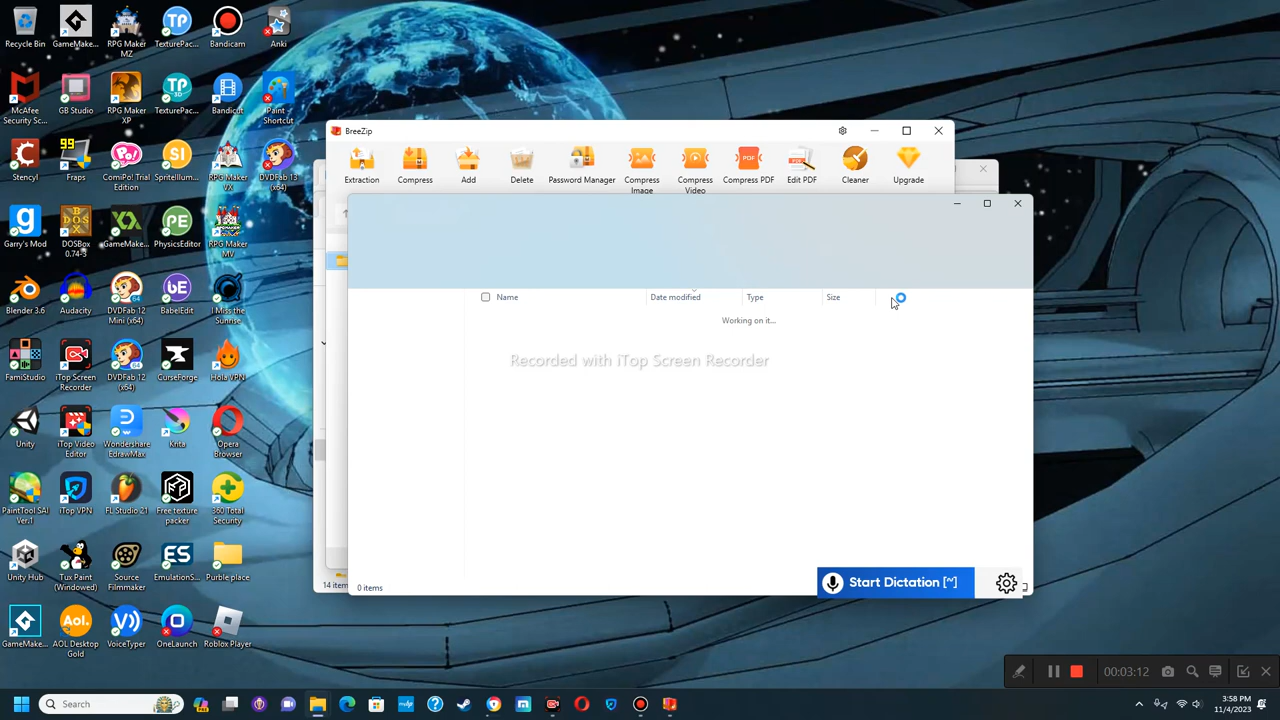 Recycle Bin
GameMake...
RPG Maker
MZ
TexturePac...
Bandicam
Anki
McAfee
Security Sc...
GB Studio
RPG Maker
XP
TexturePac...
Bandicut
Paint -
Shortcut
Stencyl
99
Fraps
ComiPo! Trial
Edition
SpriteIllumi...
RPG Maker
VX
DVDFab 13
(x64)
Garry's Mod
DOSBox
0.74-3
GameMake...
PhysicsEditor
RPG Maker
MV
Blender 3.6
Audacity
DVDFab 12
Mini (x64)
BabelEdit
I Miss the
Sunrise
FamiStudio
iTop Screen
Recorder
DVDFab 12
(x64)
CurseForge
Hola VPN
Unity
iTop Video
Editor
Wondershare
EdrawMax
Krita
Opera
Browser
PaintTool SAI
Ver.1
iTop VPN
FL Studio 21
Free texture
packer
360 Total
Security
Unity Hub
Tux Paint
(Windowed)
Source
Filmmaker
EmulationS...
Purple place
GameMake...
AOL Desktop
Gold
VoiceTyper
OneLaunch
Roblox Player
BreeZip
Extraction
Compress
Add
Delete
Password Manager
Compress
Image
Compress
Video
Compress PDF
Edit PDF
Cleaner
Upgrade
Name
Date modified
Type
Size
Working on it...
Recorded with iTop Screen Recorder
14 item
0 items
Start Dictation [~]
00:03:12
Search
3:58 PM
11/4/2023